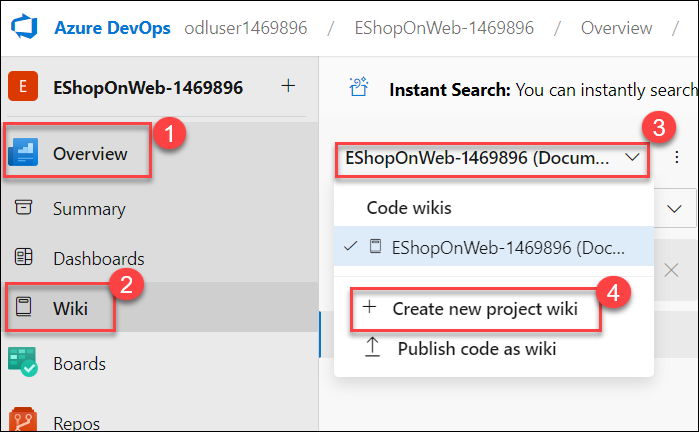 Azure DevOps odluser1469896 / EShopOnWeb-1469896 / Overview /
E EShopOnWeb-1469896 +
Instant Search: You can instantly search
1
3
Overview
EShopOnWeb-1469896 (Docum...
Summary
Code wikis
Dashboards
EShopOnWeb-1469896 (Doc...
2
4
Wiki
+ Create new project wiki
Boards
Publish code as wiki
Repos